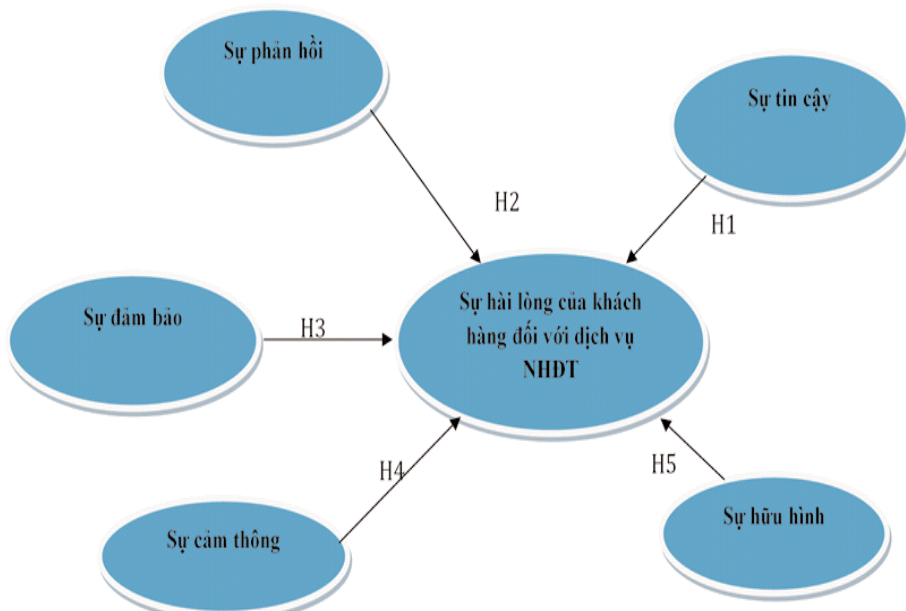 Sự phản hồi
Sự tin cậy
H2
H1
Sự hài lòng của khách
hàng đối với dịch vụ
NHĐT
Sự đảm bảo
H3
H4
H5
Sự cảm thông
Sự hữu hình